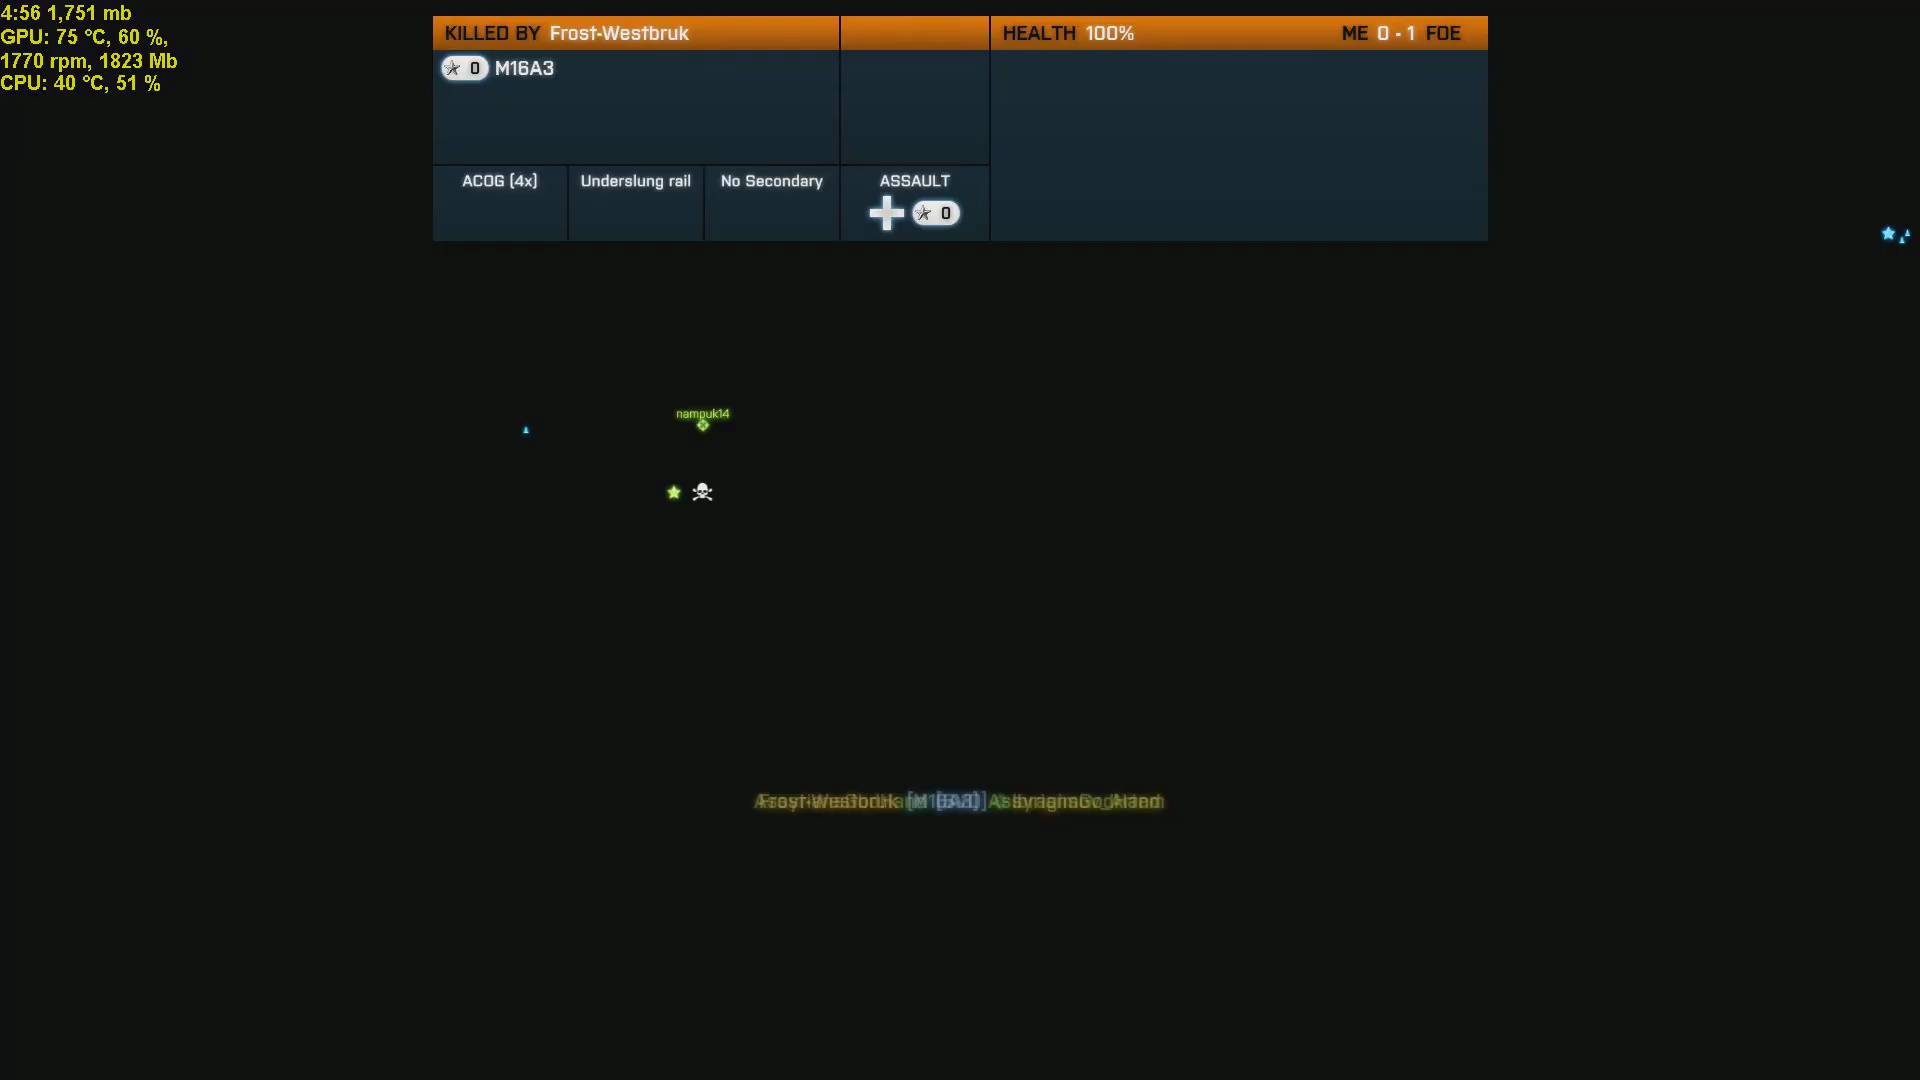 4:56 1,751 mb
GPU: 75 °C, 60 %,
1770 rpm, 1823 Mb
CPU: 40 °C, 51 %
KILLED BY Frost-Westbruk
HEALTH 100% ME 0 - 1 FOE
0 M16A3
ACOG (4x) Underslung rail No Secondary ASSAULT
0
nampuk14